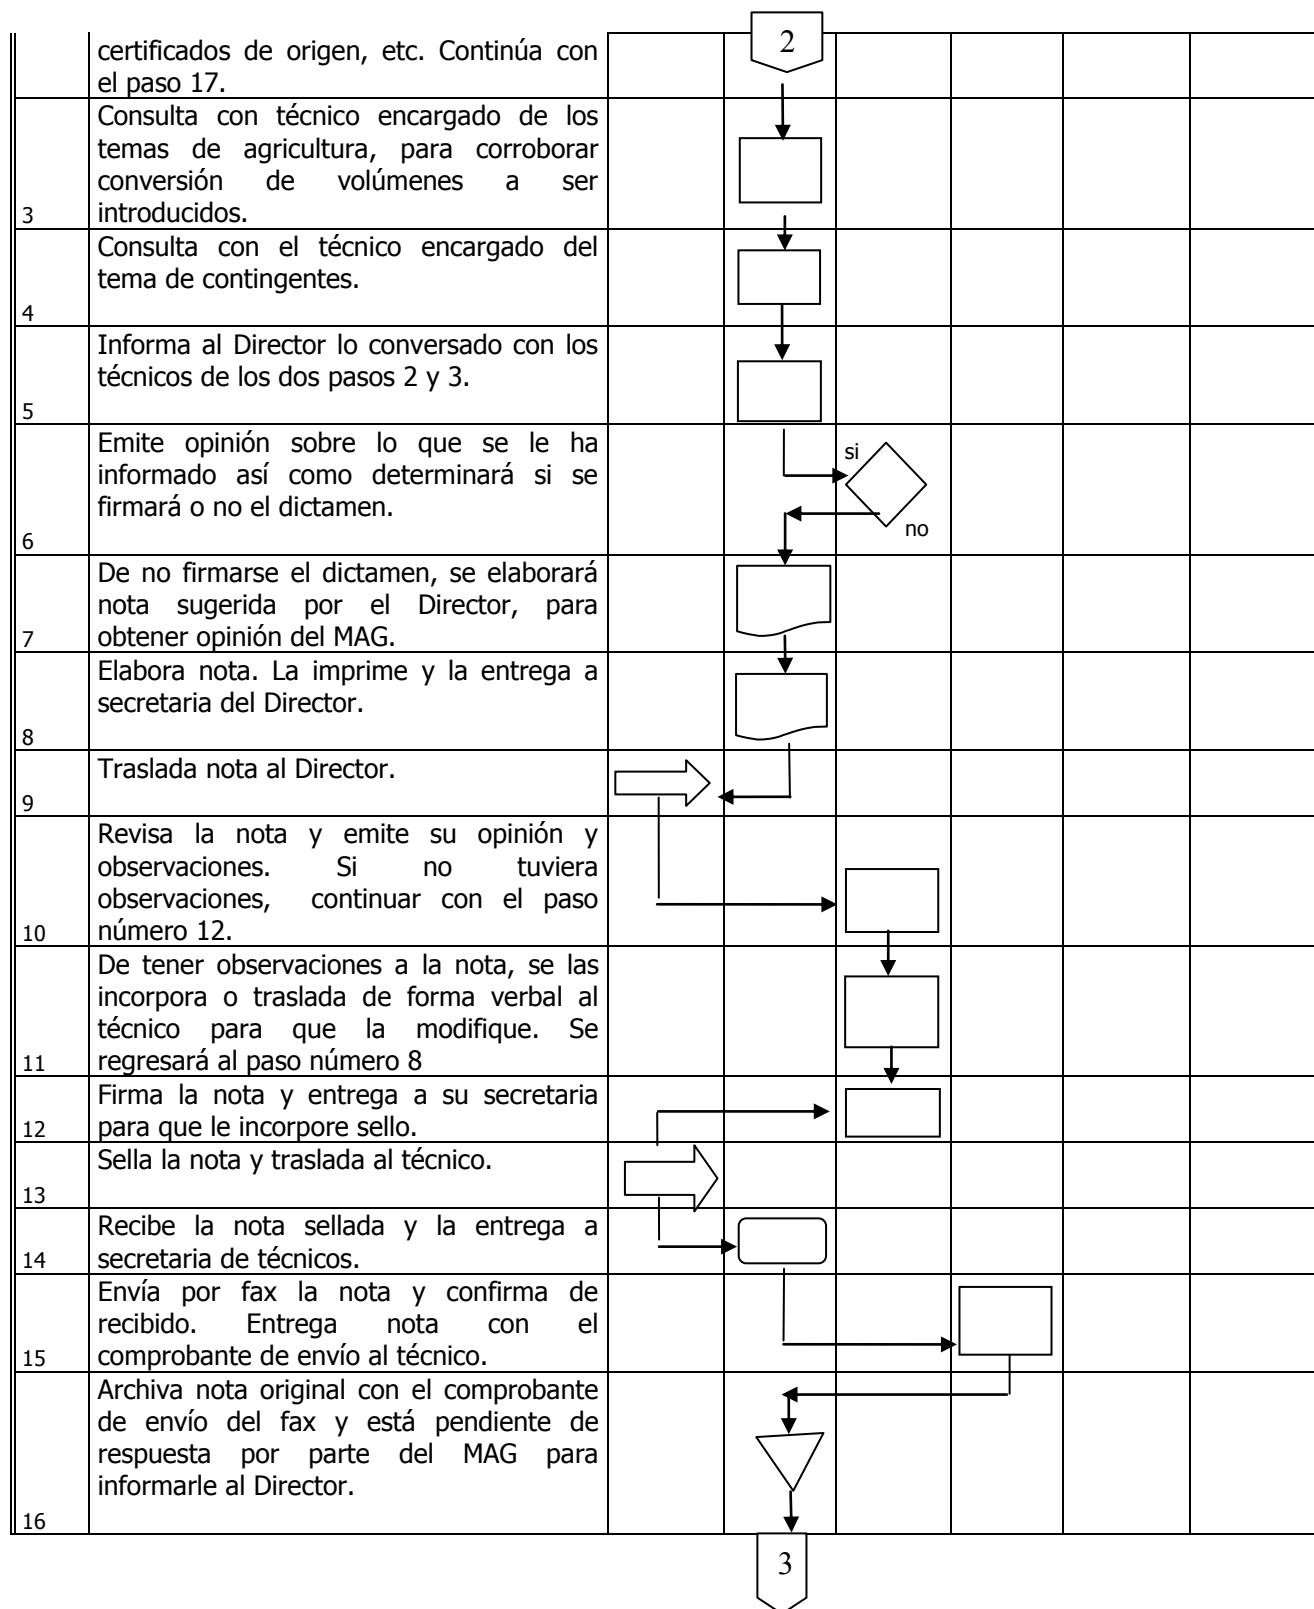 certificados de origen, etc. Continúa con
el paso 17.
2
3
Consulta con técnico encargado de los
temas de agricultura, para corroborar
conversión de volúmenes a ser
introducidos.
4
Consulta con el técnico encargado del
tema de contingentes.
5
Informa al Director lo conversado con los
técnicos de los dos pasos 2 y 3.
6
Emite opinión sobre lo que se le ha
informado así como determinará si se
firmará o no el dictamen.
si
no
7
De no firmarse el dictamen, se elaborará
nota sugerida por el Director, para
obtener opinión del MAG.
8
Elabora nota. La imprime y la entrega a
secretaria del Director.
9
Traslada nota al Director.
10
Revisa la nota y emite su opinión y
observaciones. Si no tuviera
observaciones, continuar con el paso
número 12.
11
De tener observaciones a la nota, se las
incorpora o traslada de forma verbal al
técnico para que la modifique. Se
regresará al paso número 8
12
Firma la nota y entrega a su secretaria
para que le incorpore sello.
13
Sella la nota y traslada al técnico.
14
Recibe la nota sellada y la entrega a
secretaria de técnicos.
15
Envía por fax la nota y confirma de
recibido. Entrega nota con el
comprobante de envío al técnico.
16
Archiva nota original con el comprobante
de envío del fax y está pendiente de
respuesta por parte del MAG para
informarle al Director.
3